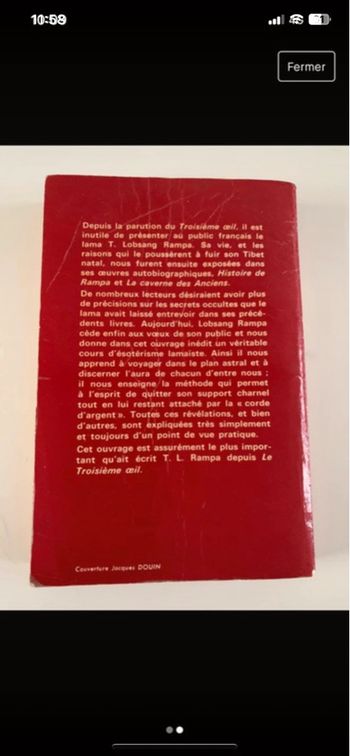 Fermer
Depuis la parution du Troisième œil, il est
inutile de présenter au public français le
lama T. Lobsang Rampa. Sa vie, et les
raisons qui le poussèrent à fuir son Tibet
natal, nous furent ensuite exposées dans
ses œuvres autobiographiques, Histoire de
Rampa et La caverne des Anciens.
De nombreux lecteurs désiraient avoir plus
de précisions sur les secrets occultes que le
lama avait laissé entrevoir dans ses précé-
dents livres. Aujourd'hui, Lobsang Rampa
cède enfin aux vœux de son public et nous
donne dans cet ouvrage inédit un véritable
cours d'ésotérisme lamaiste. Ainsi il nous
apprend à voyager dans le plan astral et à
discerner l'aura de chacun d'entre nous ;
il nous enseigne la méthode qui permet
à l'esprit de quitter son support charnel
tout en lui restant attaché par la « corde
d'argent ». Toutes ces révélations, et bien
d'autres, sont expliquées très simplement
et toujours d'un point de vue pratique.
Cet ouvrage est assurément le plus impor-
tant qu'ait écrit T. L. Rampa depuis Le
Troisième œil.
Couverture Jacques DOUIN